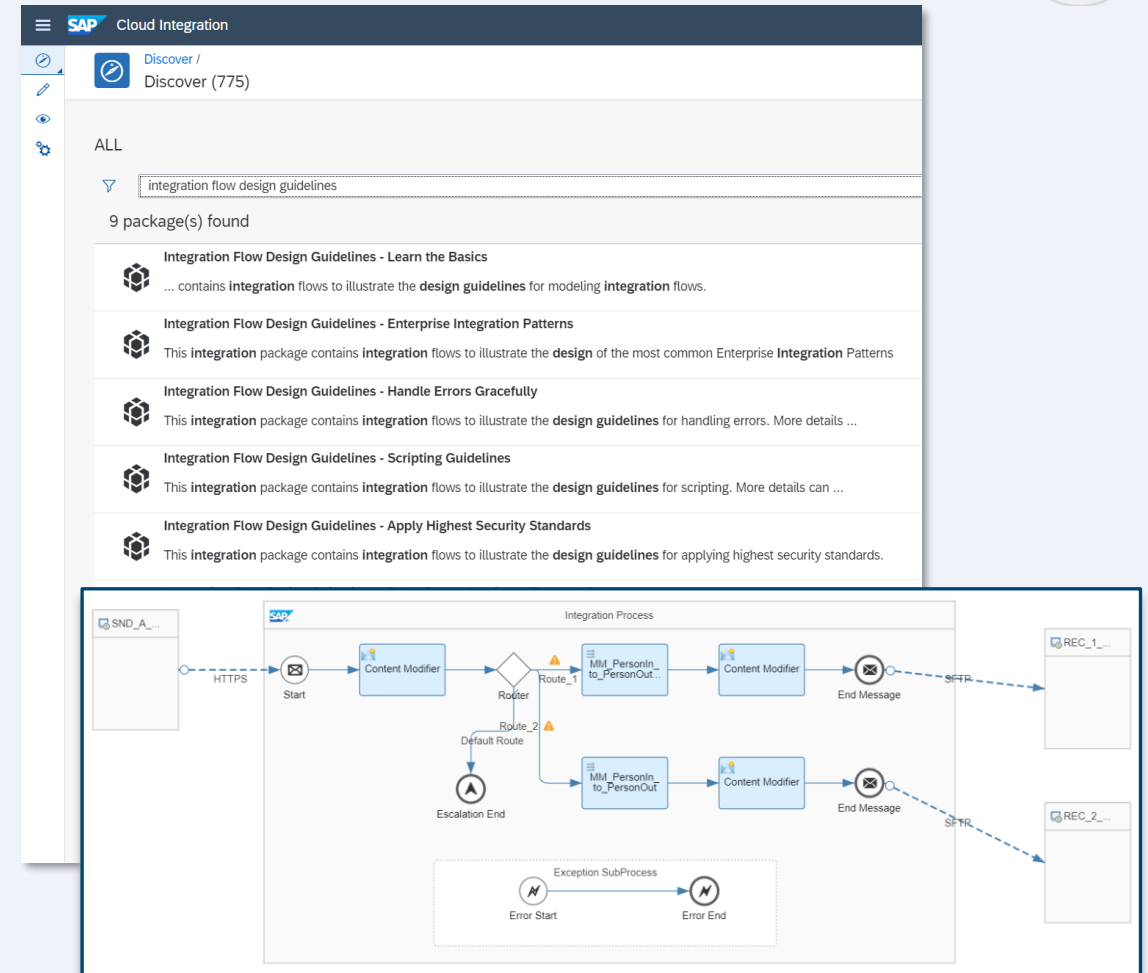 SAP Cloud Integration
Discover /
Discover (775)
ALL
integration flow design guidelines
9 package(s) found
Integration Flow Design Guidelines - Learn the Basics
... contains integration flows to illustrate the design guidelines for modeling integration flows.
Integration Flow Design Guidelines - Enterprise Integration Patterns
This integration package contains integration flows to illustrate the design of the most common Enterprise Integration Patterns
Integration Flow Design Guidelines - Handle Errors Gracefully
This integration package contains integration flows to illustrate the design guidelines for handling errors. More details ...
Integration Flow Design Guidelines - Scripting Guidelines
This integration package contains integration flows to illustrate the design guidelines for scripting. More details can ...
Integration Flow Design Guidelines - Apply Highest Security Standards
This integration package contains integration flows to illustrate the design guidelines for applying highest security standards.
SND_A_...
HTTPS
SAP
Integration Process
Start
Content Modifier
Router
Route_1
MM_PersonIn_
to_PersonOut...
Content Modifier
End Message
SFTP
REC_1_...
Route_2
Default Route
Escalation End
MM_PersonIn_
to_PersonOut
Content Modifier
End Message
SFTP
REC_2_...
Exception SubProcess
Error Start
Error End